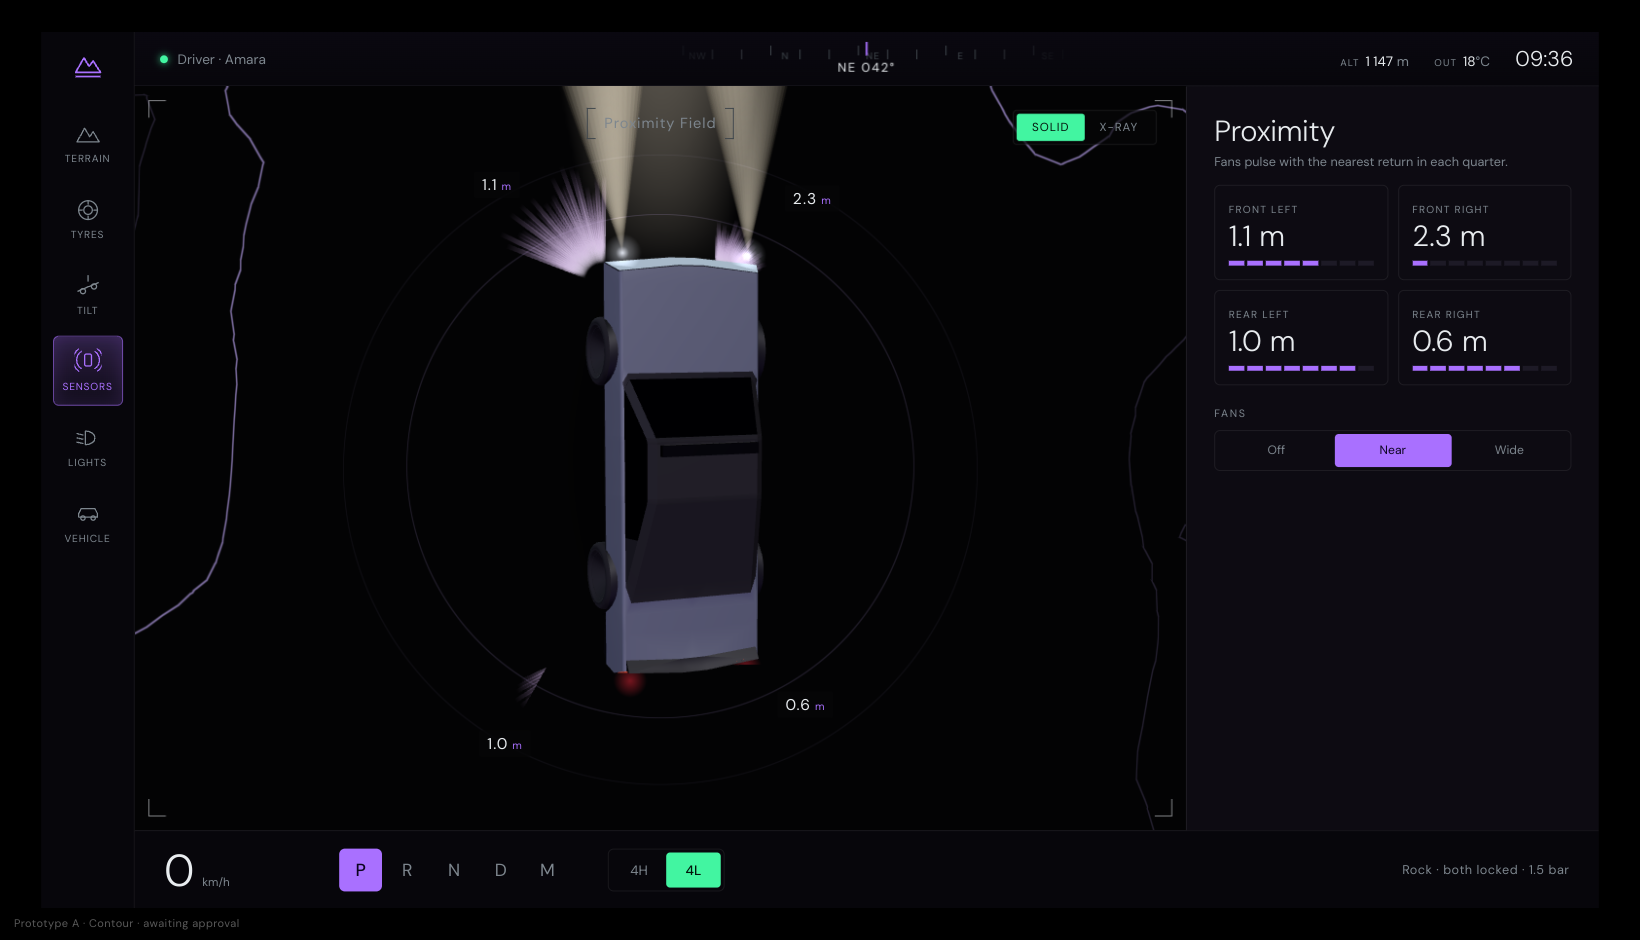 Driver · Amara
NW N NE E SE
NE 042°
ALT 1 147 m OUT 18°C 09:36
TERRAIN
TYRES
TILT
SENSORS
LIGHTS
VEHICLE
Proximity Field
SOLID X-RAY
1.1 m
2.3 m
1.0 m
0.6 m
Proximity
Fans pulse with the nearest return in each quarter.
FRONT LEFT
1.1 m
FRONT RIGHT
2.3 m
REAR LEFT
1.0 m
REAR RIGHT
0.6 m
FANS
Off Near Wide
0 km/h
P R N D M
4H 4L
Rock · both locked · 1.5 bar
Prototype A · Contour · awaiting approval